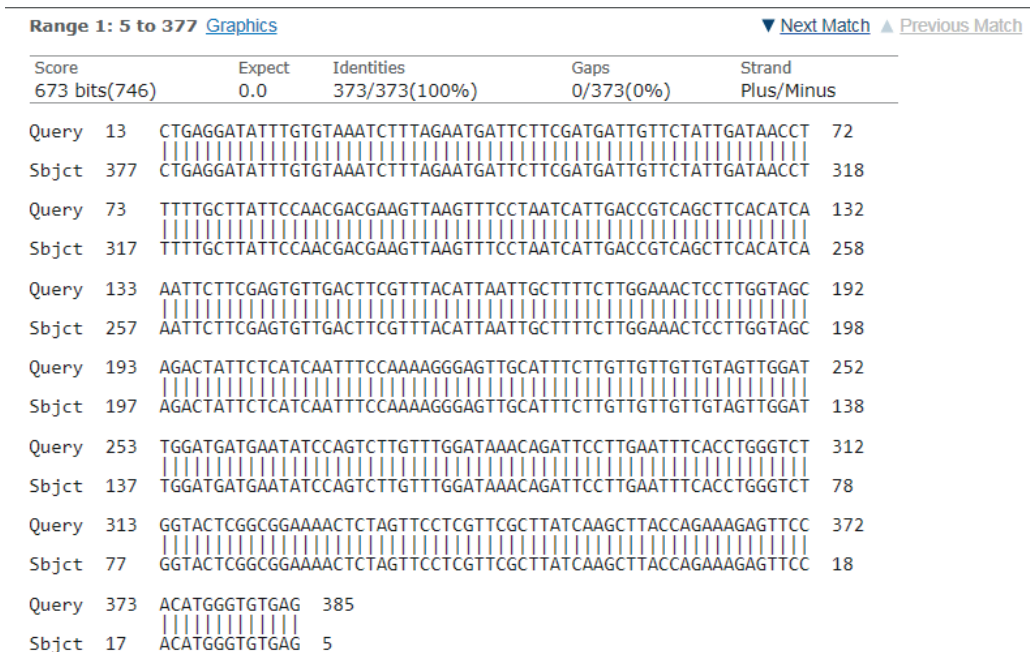 Range 1: 5 to 377 Graphics ▼ Next Match ▲ Previous Match
Score Expect Identities Gaps Strand
673 bits(746) 0.0 373/373(100%) 0/373(0%) Plus/Minus
Query 13 CTGAGGATATTTGTGTAAATCTTTAGAATGATTCTTCGATGATTGTTCTATTGATAACCT 72
||||||||||||||||||||||||||||||||||||||||||||||||||||||||||||
Sbjct 377 CTGAGGATATTTGTGTAAATCTTTAGAATGATTCTTCGATGATTGTTCTATTGATAACCT 318
Query 73 TTTTGCTTATTCCAACGACGAAGTTAAGTTTCCTAATCATTGACCGTCAGCTTCACATCA 132
||||||||||||||||||||||||||||||||||||||||||||||||||||||||||||
Sbjct 317 TTTTGCTTATTCCAACGACGAAGTTAAGTTTCCTAATCATTGACCGTCAGCTTCACATCA 258
Query 133 AATTCTTCGAGTGTTGACTTCGTTTACATTAATTGCTTTTCTTGGAAACTCCTTGGTAGC 192
||||||||||||||||||||||||||||||||||||||||||||||||||||||||||||
Sbjct 257 AATTCTTCGAGTGTTGACTTCGTTTACATTAATTGCTTTTCTTGGAAACTCCTTGGTAGC 198
Query 193 AGACTATTCTCATCAATTTCCAAAAGGGAGTTGCATTTCTTGTTGTTGTTGTAGTTGGAT 252
||||||||||||||||||||||||||||||||||||||||||||||||||||||||||||
Sbjct 197 AGACTATTCTCATCAATTTCCAAAAGGGAGTTGCATTTCTTGTTGTTGTTGTAGTTGGAT 138
Query 253 TGGATGATGAATATCCAGTCTTGTTTGGATAAACAGATTCCTTGAATTTCACCTGGGTCT 312
||||||||||||||||||||||||||||||||||||||||||||||||||||||||||||
Sbjct 137 TGGATGATGAATATCCAGTCTTGTTTGGATAAACAGATTCCTTGAATTTCACCTGGGTCT 78
Query 313 GGTACTCGGCGGAAAACTCTAGTTCCTCGTTCGCTTATCAAGCTTACCAGAAAGAGTTCC 372
||||||||||||||||||||||||||||||||||||||||||||||||||||||||||||
Sbjct 77 GGTACTCGGCGGAAAACTCTAGTTCCTCGTTCGCTTATCAAGCTTACCAGAAAGAGTTCC 18
Query 373 ACATGGGTGTGAG 385
|||||||||||||
Sbjct 17 ACATGGGTGTGAG 5